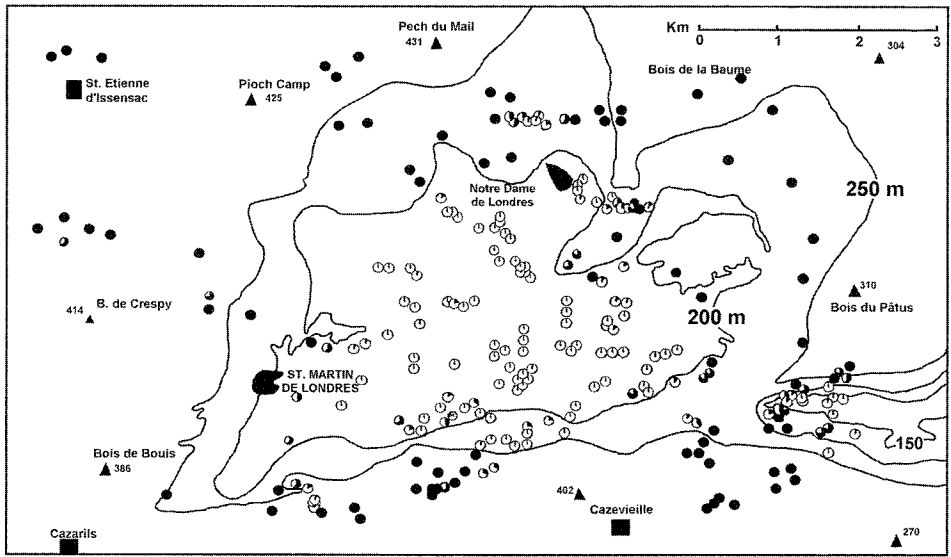 Pech du Mail
431
Km
0 1 2 3
304
St. Etienne
d'Issensac
Pioch Camp
425
Bois de la Baume
Notre Dame
de Londres
250 m
414
B. de Crespy
310
Bois du Pâtus
200 m
ST. MARTIN
DE LONDRES
150
Bois de Bouis
386
402
Cazevieille
Cazarils
270